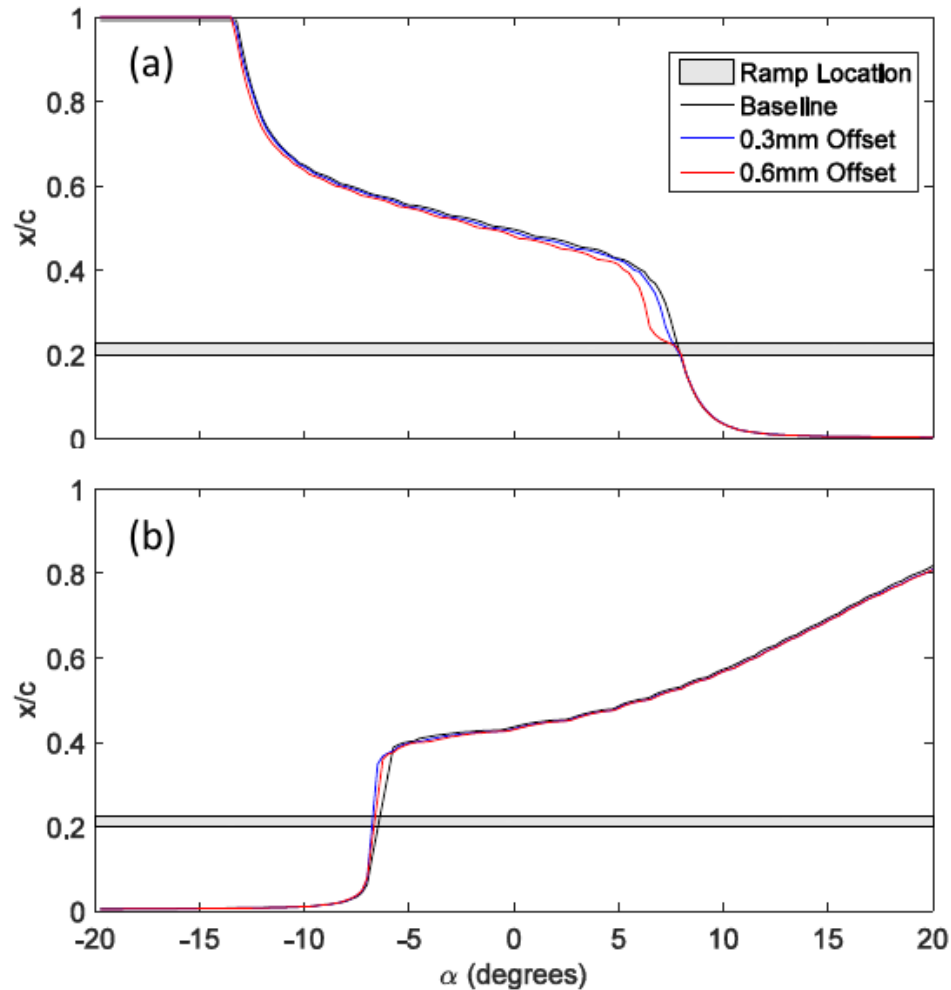 1
(a)
Ramp Location
Baseline
0.3mm Offset
0.6mm Offset
0.8
0.6
x/c
0.4
0.2
0
1
(b)
0.8
0.6
x/c
0.4
0.2
0
-20 -15 -10 -5 0 5 10 15 20
α (degrees)